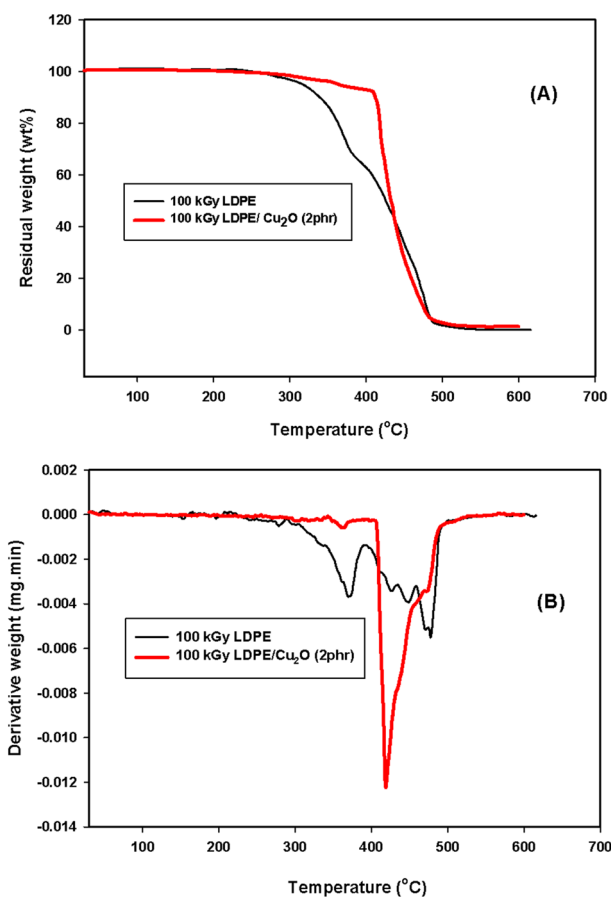 (A)
Residual weight (wt%)
120
100
80
60
40
20
0
100 kGy LDPE
100 kGy LDPE/ Cu₂O (2phr)
100 200 300 400 500 600 700
Temperature (°C)
(B)
Derivative weight (mg.min)
0.002
0.000
-0.002
-0.004
-0.006
-0.008
-0.010
-0.012
-0.014
100 kGy LDPE
100 kGy LDPE/Cu₂O (2phr)
100 200 300 400 500 600 700
Temperature (°C)